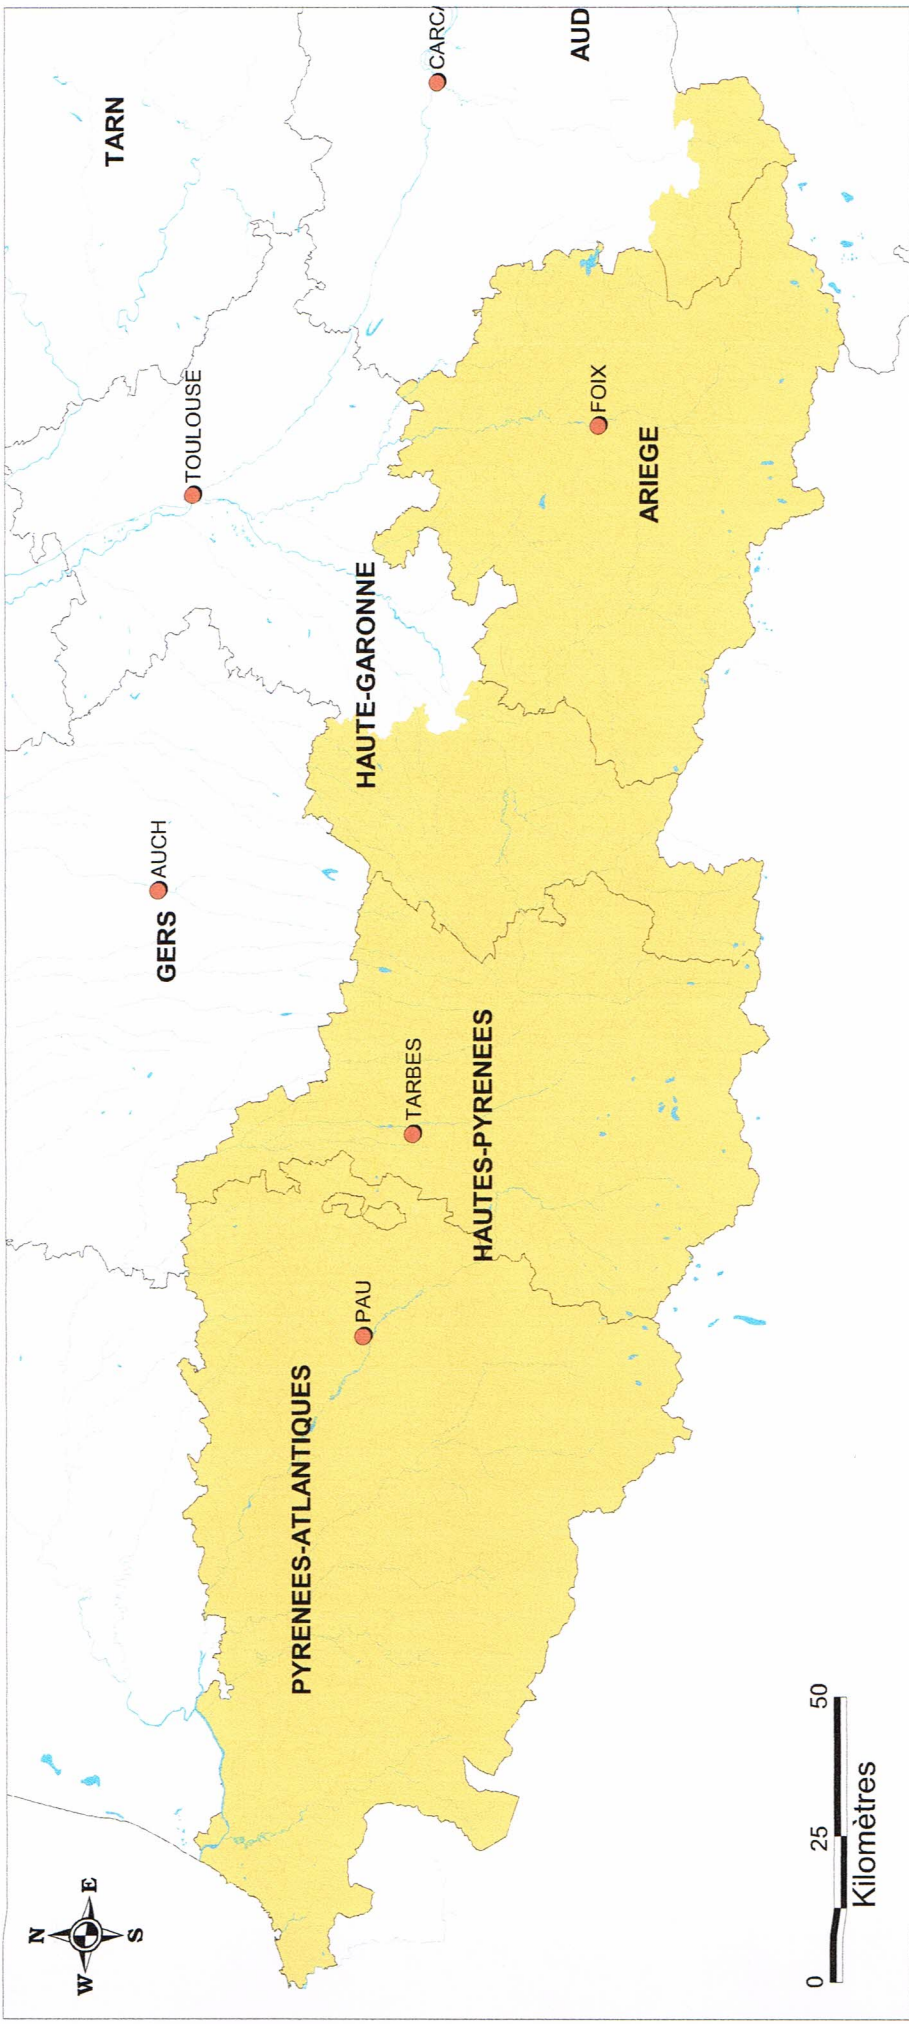 N
W
E
S
TARN
TOULOUSE
AUCH
GERS
CARCA
AUD
HAUTE-GARONNE
PAU
TARBES
PYRENEES-ATLANTIQUES
HAUTES-PYRENEES
FOIX
ARIEGE
0
25
50
Kilomètres